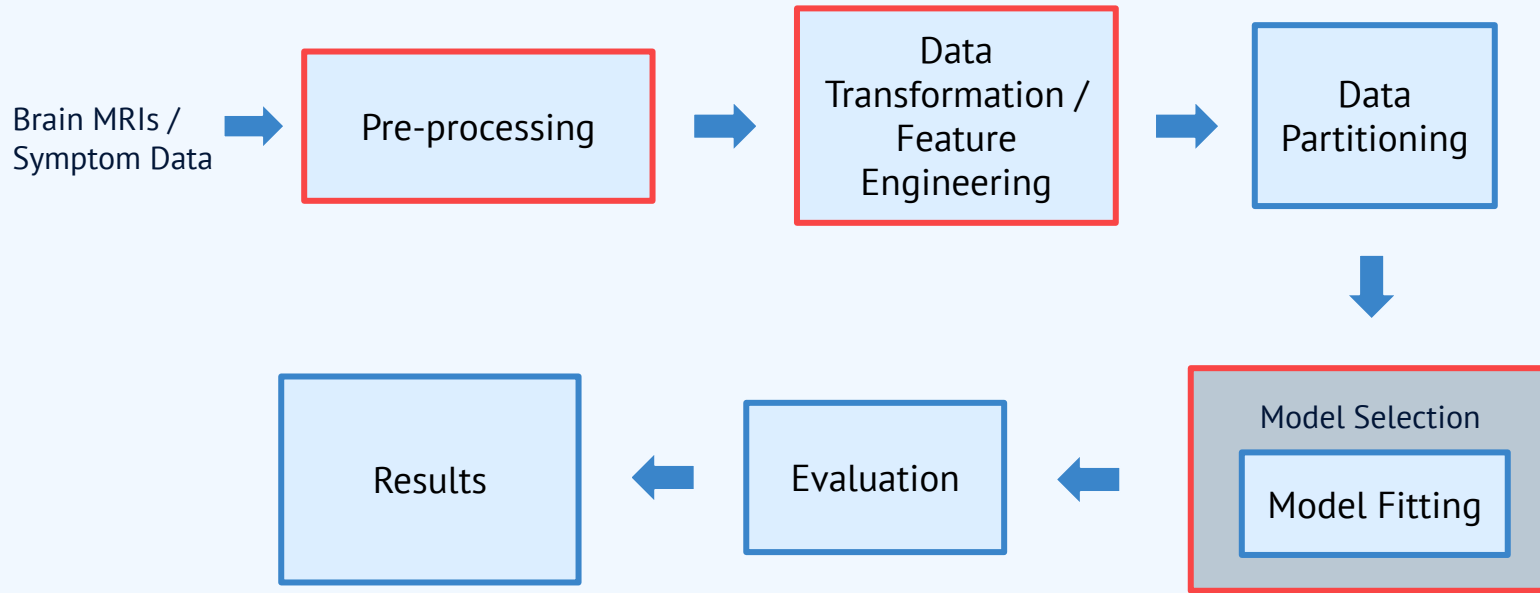 Brain MRIs /
Symptom Data
Pre-processing
Data
Transformation /
Feature
Engineering
Data
Partitioning
Model Selection
Model Fitting
Evaluation
Results